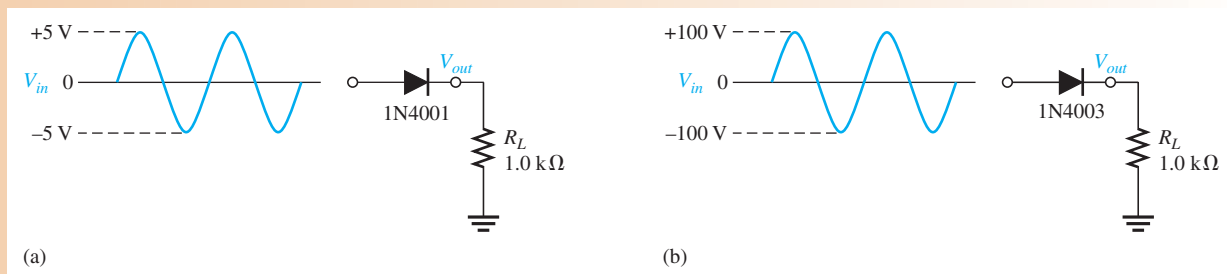 +5 V
V_in 0
–5 V
V_out
1N4001
R_L
1.0 kΩ
(a)
+100 V
V_in 0
–100 V
V_out
1N4003
R_L
1.0 kΩ
(b)